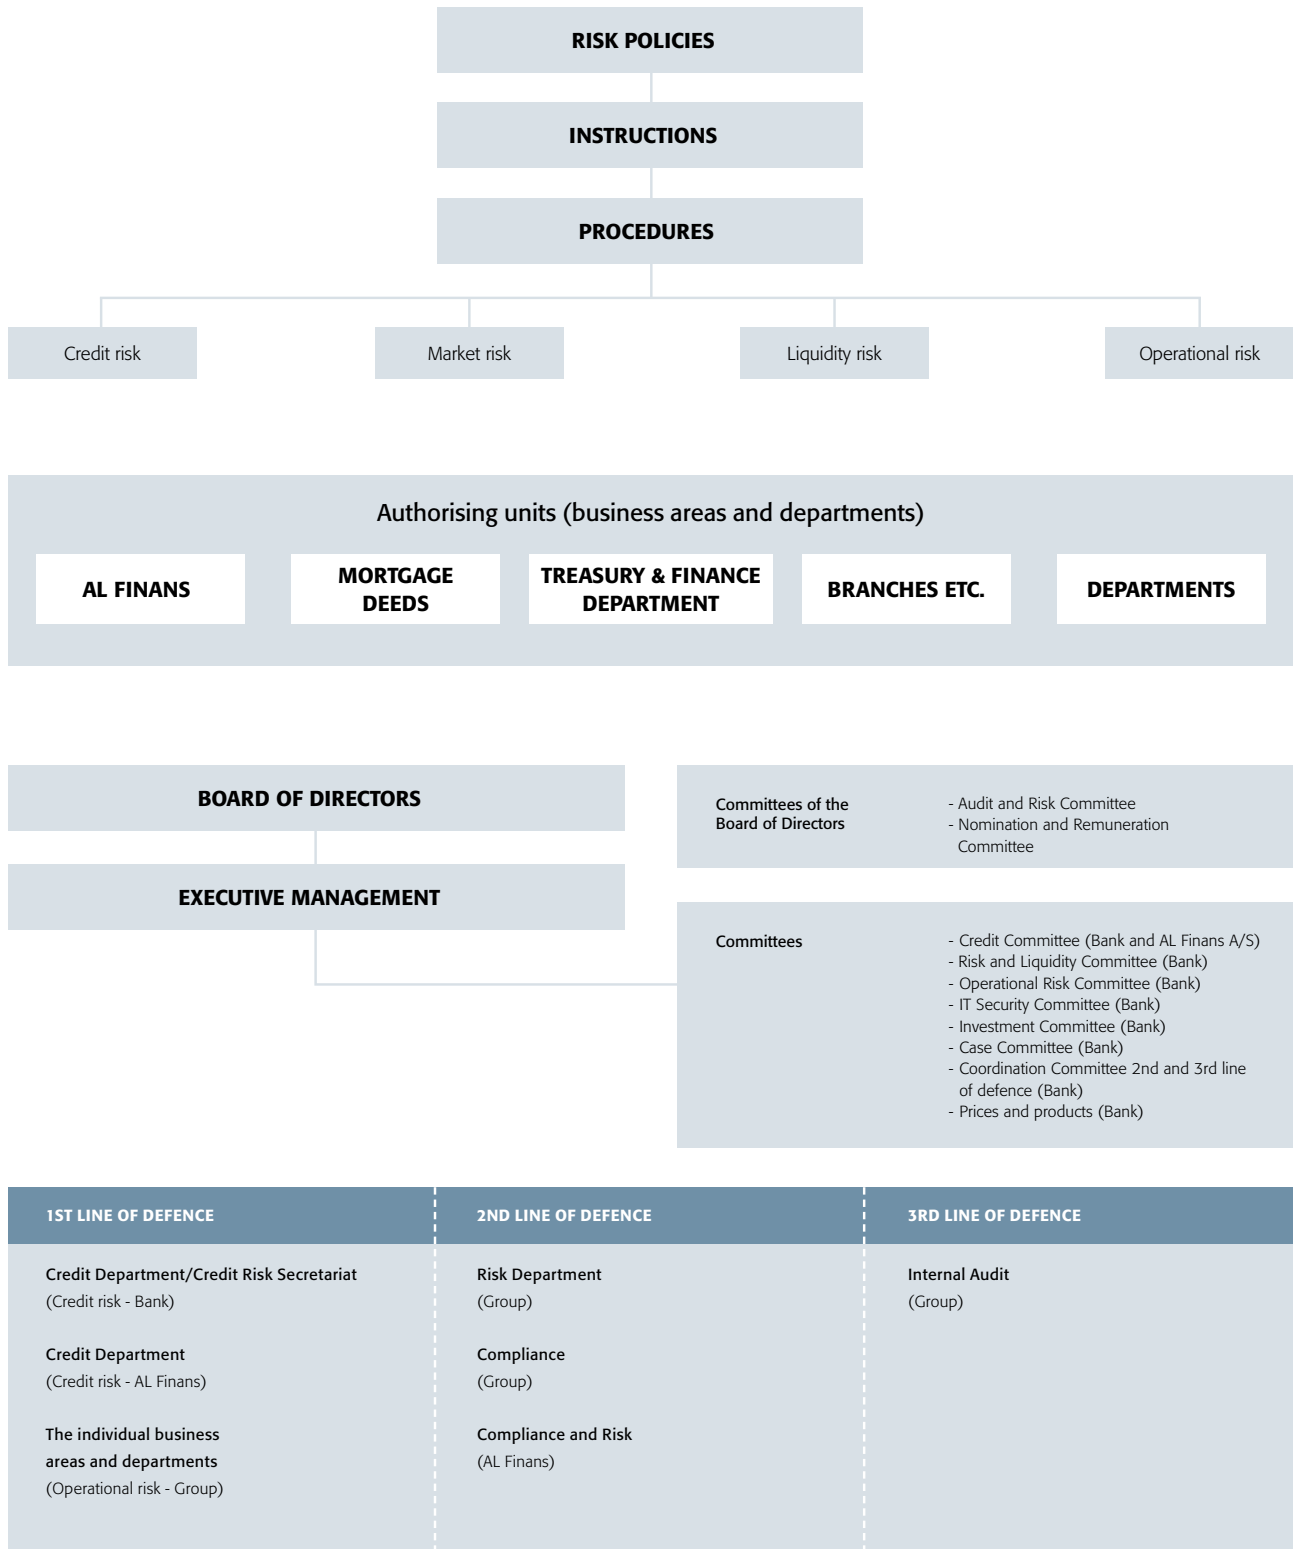 RISK POLICIES
INSTRUCTIONS
PROCEDURES
Credit risk
Market risk
Liquidity risk
Operational risk
Authorising units (business areas and departments)
AL FINANS
MORTGAGE
DEEDS
TREASURY & FINANCE
DEPARTMENT
BRANCHES ETC.
DEPARTMENTS
BOARD OF DIRECTORS
EXECUTIVE MANAGEMENT
Committees of the
Board of Directors
- Audit and Risk Committee
- Nomination and Remuneration
Committee
Committees
- Credit Committee (Bank and AL Finans A/S)
- Risk and Liquidity Committee (Bank)
- Operational Risk Committee (Bank)
- IT Security Committee (Bank)
- Investment Committee (Bank)
- Case Committee (Bank)
- Coordination Committee 2nd and 3rd line
of defence (Bank)
- Prices and products (Bank)
1ST LINE OF DEFENCE
Credit Department/Credit Risk Secretariat
(Credit risk - Bank)
Credit Department
(Credit risk - AL Finans)
The individual business
areas and departments
(Operational risk - Group)
2ND LINE OF DEFENCE
Risk Department
(Group)
Compliance
(Group)
Compliance and Risk
(AL Finans)
3RD LINE OF DEFENCE
Internal Audit
(Group)